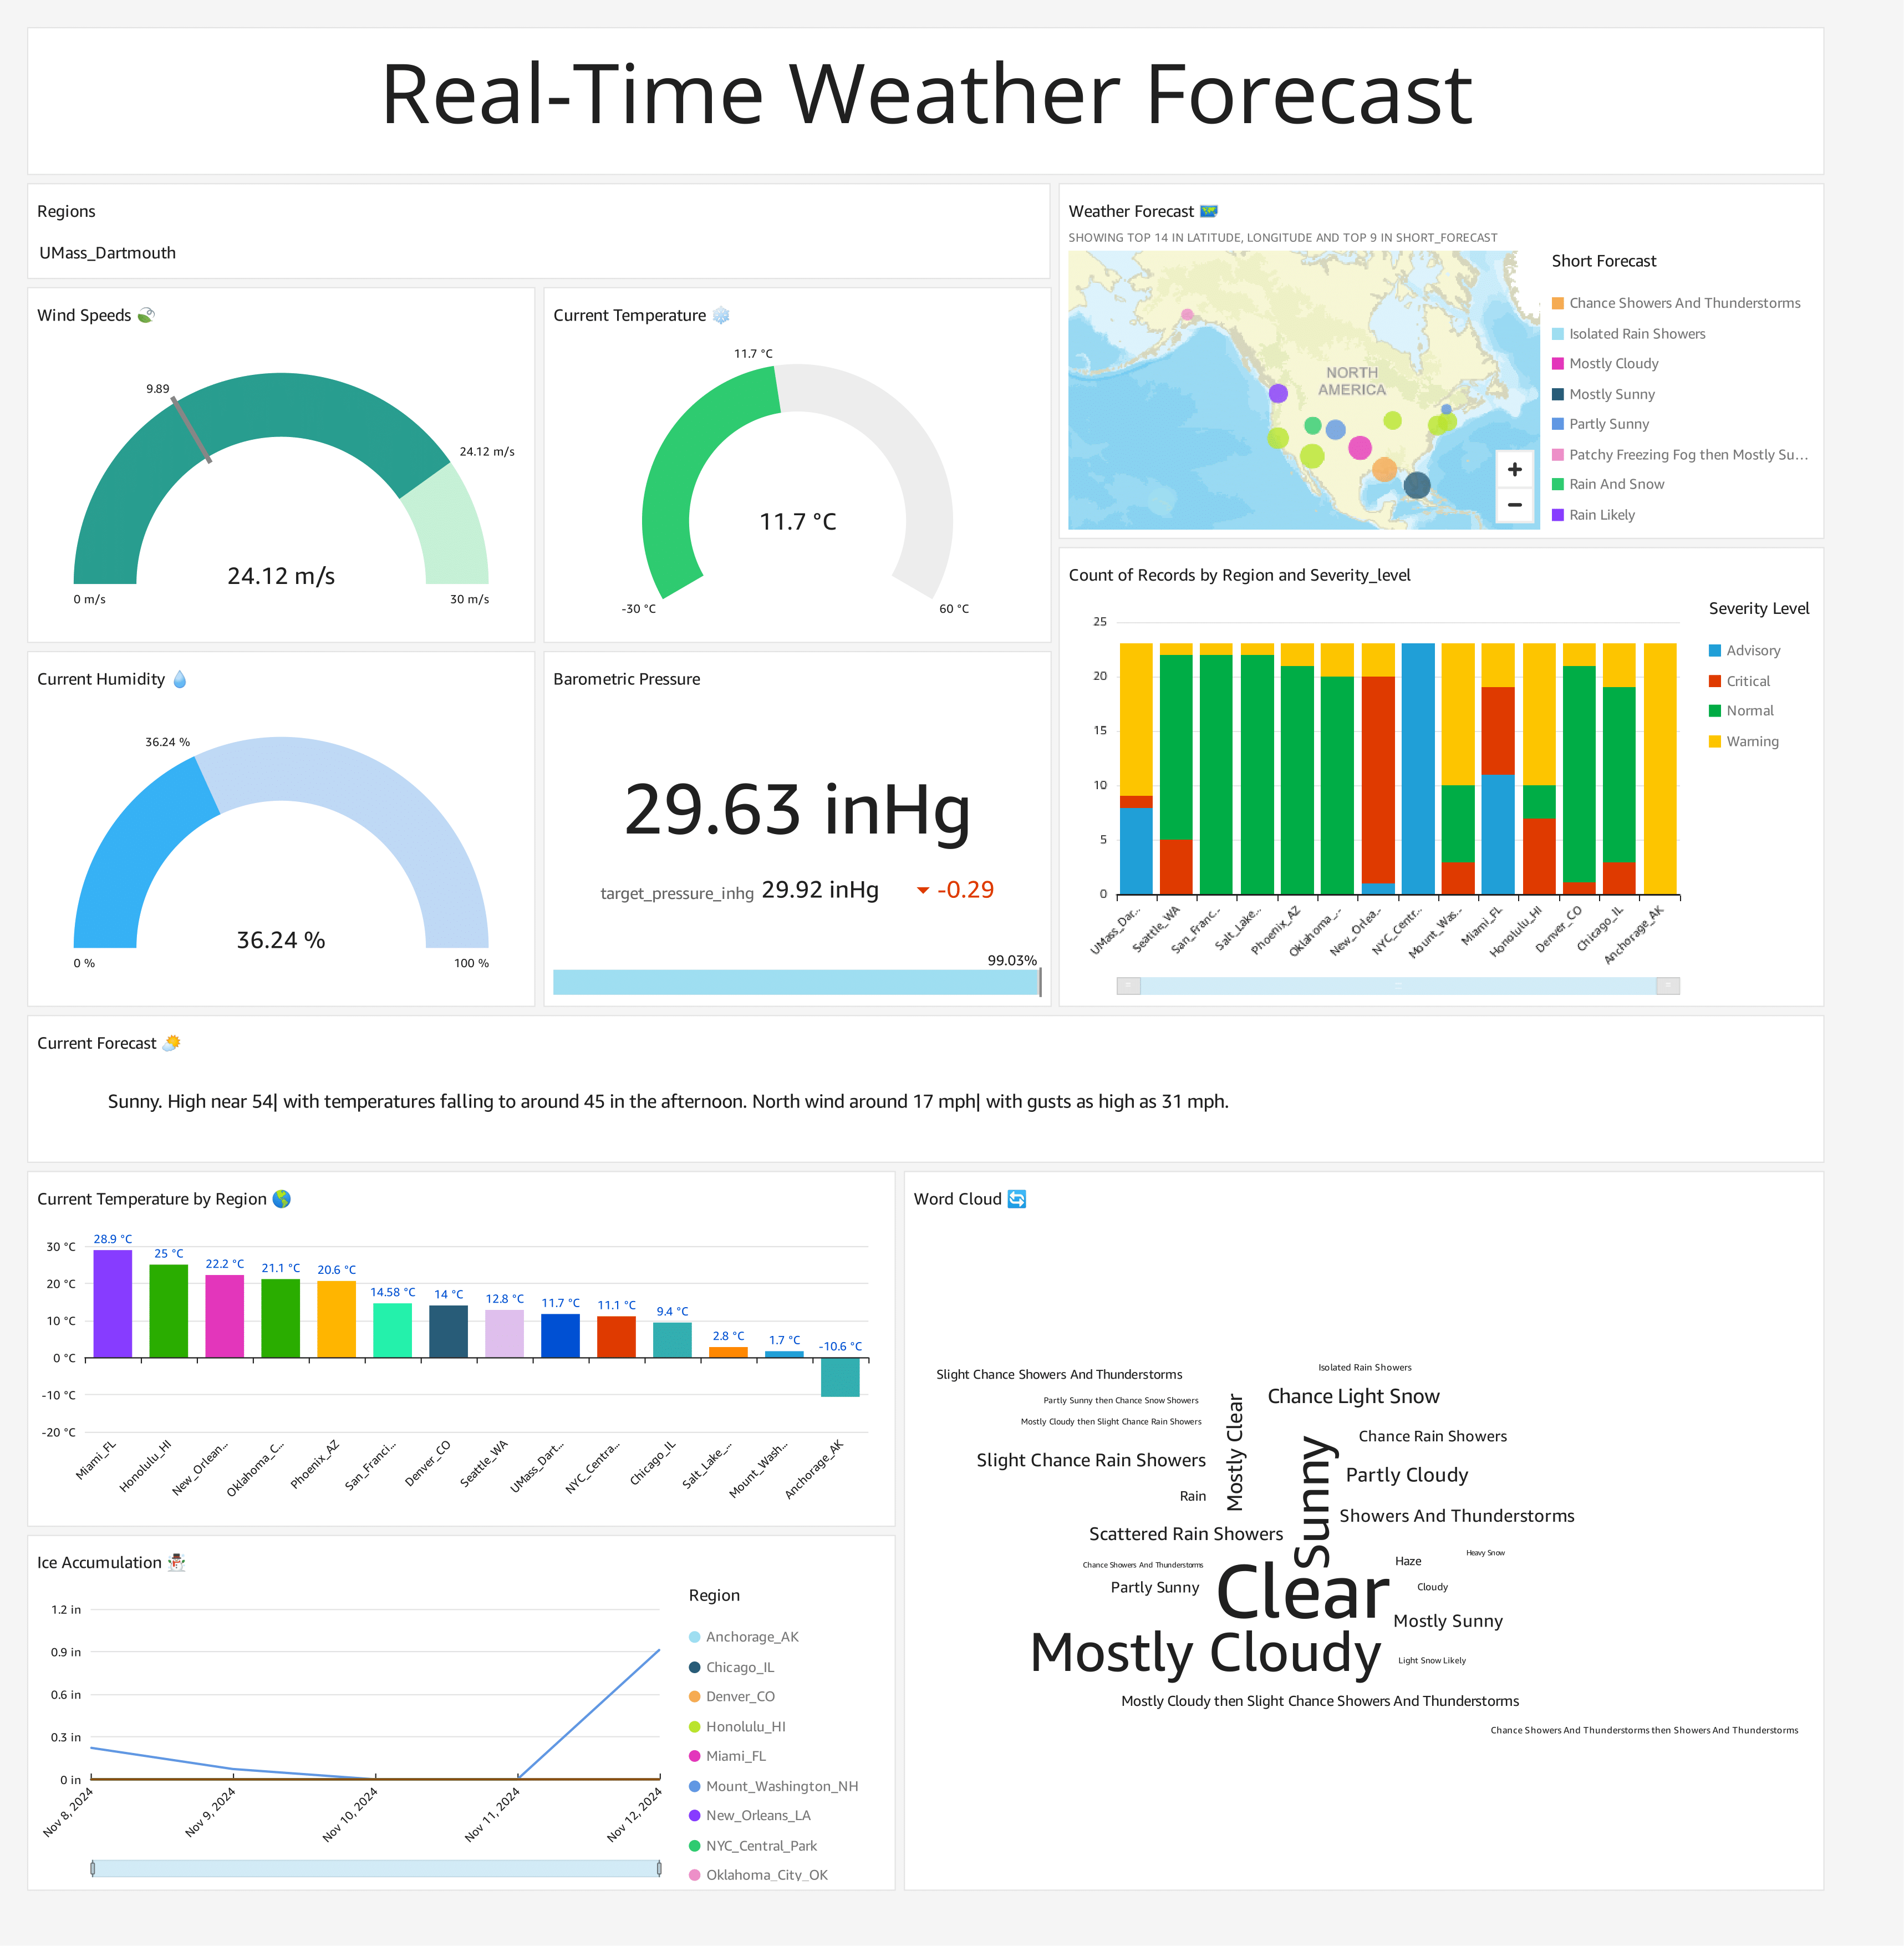 Real-Time Weather Forecast
Regions
UMass_Dartmouth
Wind Speeds
9.89
24.12 m/s
24.12 m/s
0 m/s
30 m/s
Current Temperature
11.7 °C
11.7 °C
-30 °C
60 °C
Weather Forecast
SHOWING TOP 14 IN LATITUDE, LONGITUDE AND TOP 9 IN SHORT_FORECAST
NORTH
AMERICA
+
−
Short Forecast
Chance Showers And Thunderstorms
Isolated Rain Showers
Mostly Cloudy
Mostly Sunny
Partly Sunny
Patchy Freezing Fog then Mostly Su...
Rain And Snow
Rain Likely
Current Humidity
36.24 %
36.24 %
0 %
100 %
Barometric Pressure
29.63 inHg
target_pressure_inhg 29.92 inHg -0.29
99.03%
Count of Records by Region and Severity_level
25
20
15
10
5
0
UMass_Dar...
Seattle_WA
San_Franc...
Salt_Lake...
Phoenix_AZ
Oklahoma_...
New_Orlea...
NYC_Centr...
Mount_Was...
Miami_FL
Honolulu_HI
Denver_CO
Chicago_IL
Anchorage_AK
Severity Level
Advisory
Critical
Normal
Warning
Current Forecast
Sunny. High near 54| with temperatures falling to around 45 in the afternoon. North wind around 17 mph| with gusts as high as 31 mph.
Current Temperature by Region
30 °C
20 °C
10 °C
0 °C
-10 °C
-20 °C
28.9 °C
25 °C
22.2 °C
21.1 °C
20.6 °C
14.58 °C
14 °C
12.8 °C
11.7 °C
11.1 °C
9.4 °C
2.8 °C
1.7 °C
-10.6 °C
Miami_FL
Honolulu_HI
New_Orlean...
Oklahoma_C...
Phoenix_AZ
San_Franci...
Denver_CO
Seattle_WA
UMass_Dart...
NYC_Centra...
Chicago_IL
Salt_Lake_...
Mount_Wash...
Anchorage_AK
Ice Accumulation
1.2 in
0.9 in
0.6 in
0.3 in
0 in
Nov 8, 2024
Nov 9, 2024
Nov 10, 2024
Nov 11, 2024
Nov 12, 2024
Region
Anchorage_AK
Chicago_IL
Denver_CO
Honolulu_HI
Miami_FL
Mount_Washington_NH
New_Orleans_LA
NYC_Central_Park
Oklahoma_City_OK
Word Cloud
Isolated Rain Showers
Slight Chance Showers And Thunderstorms
Chance Light Snow
Partly Sunny then Chance Snow Showers
Mostly Cloudy then Slight Chance Rain Showers
Mostly Clear
Chance Rain Showers
Slight Chance Rain Showers
Sunny
Partly Cloudy
Rain
Showers And Thunderstorms
Scattered Rain Showers
Heavy Snow
Haze
Chance Showers And Thunderstorms
Partly Sunny
Clear
Cloudy
Mostly Sunny
Mostly Cloudy
Light Snow Likely
Mostly Cloudy then Slight Chance Showers And Thunderstorms
Chance Showers And Thunderstorms then Showers And Thunderstorms